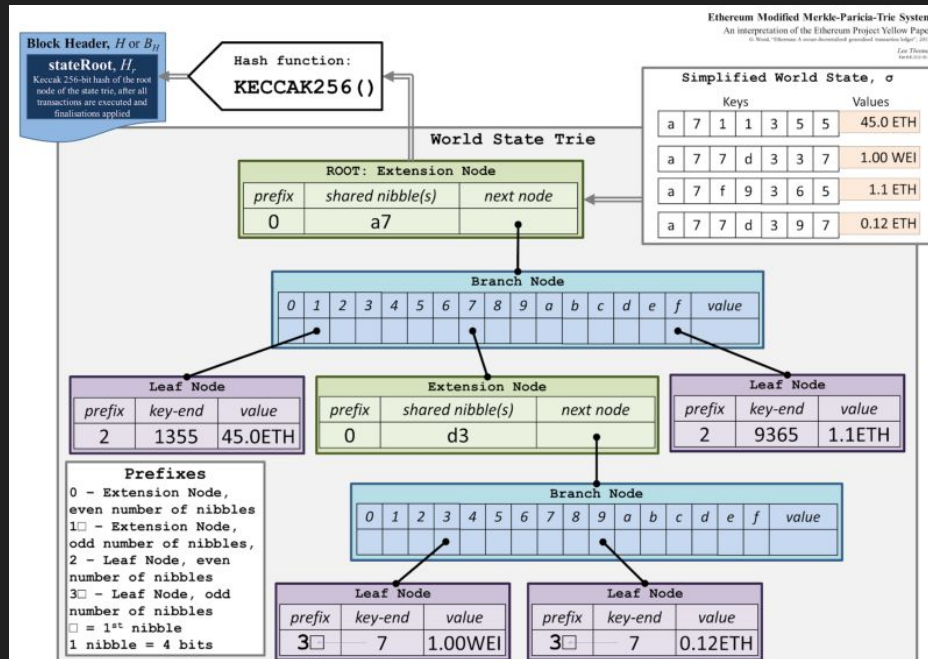 Ethereum Modified Merkle-Paricia-Trie System
An interpretation of the Ethereum Project Yellow Paper
Block Header, H or B_H
stateRoot, H_r
Keccak 256-bit hash of the root
node of the state trie, after all
transactions are executed and
finalisations applied
Hash function:
KECCAK256()
Simplified World State, σ
Keys Values
a 7 1 1 3 5 5 45.0 ETH
a 7 7 d 3 3 7 1.00 WEI
a 7 f 9 3 6 5 1.1 ETH
a 7 7 d 3 9 7 0.12 ETH
World State Trie
ROOT: Extension Node
prefix shared nibble(s) next node
0 a7
Branch Node
0 1 2 3 4 5 6 7 8 9 a b c d e f value
Leaf Node
prefix key-end value
2 1355 45.0ETH
Extension Node
prefix shared nibble(s) next node
0 d3
Leaf Node
prefix key-end value
2 9365 1.1ETH
Branch Node
0 1 2 3 4 5 6 7 8 9 a b c d e f value
Leaf Node
prefix key-end value
3□ 7 1.00WEI
Leaf Node
prefix key-end value
3□ 7 0.12ETH
Prefixes
0 - Extension Node,
even number of nibbles
1□ - Extension Node,
odd number of nibbles,
2 - Leaf Node, even
number of nibbles
3□ - Leaf Node, odd
number of nibbles
□ = 1st nibble
1 nibble = 4 bits